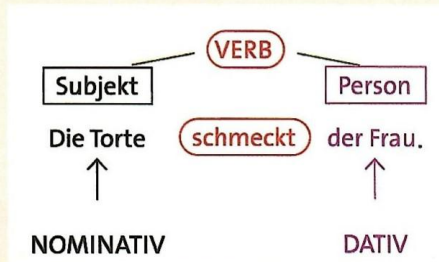 VERB
Subjekt Person
Die Torte schmeckt der Frau.
NOMINATIV DATIV